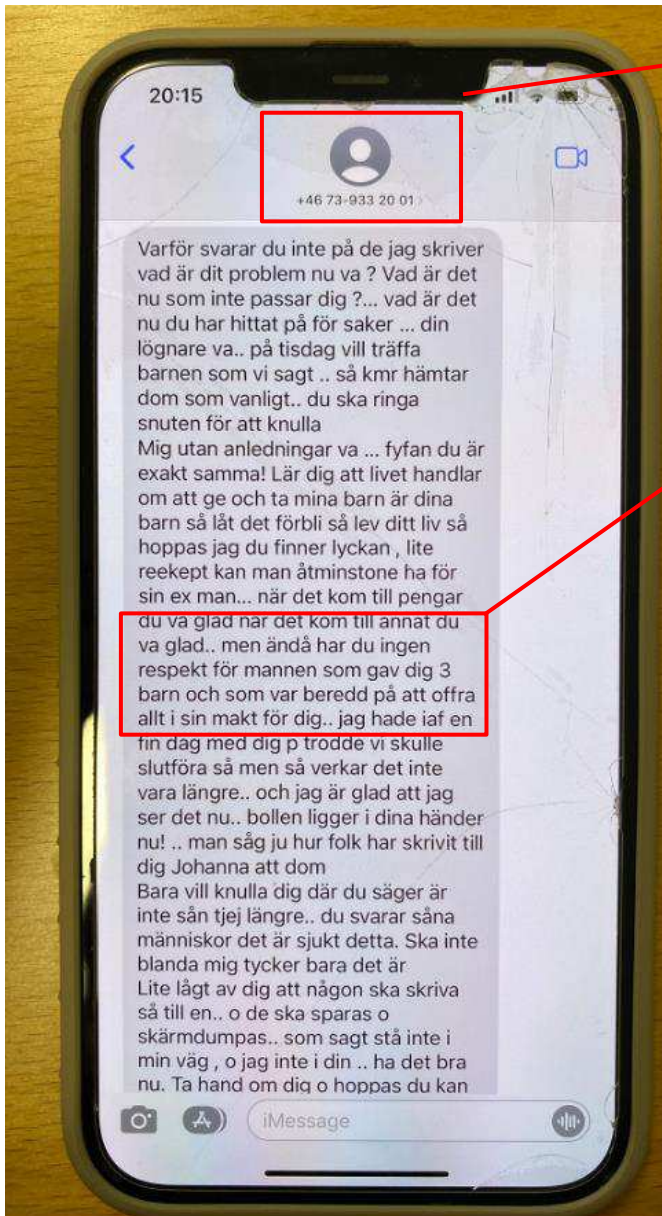 20:15
+46 73-933 20 01 ›
Varför svarar du inte på de jag skriver
vad är dit problem nu va ? Vad är det
nu som inte passar dig ?... vad är det
nu du har hittat på för saker ... din
lögnare va.. på tisdag vill träffa
barnen som vi sagt .. så kmr hämtar
dom som vanligt.. du ska ringa
snuten för att knulla
Mig utan anledningar va ... fyfan du är
exakt samma! Lär dig att livet handlar
om att ge och ta mina barn är dina
barn så låt det förbli så lev ditt liv så
hoppas jag du finner lyckan , lite
reekept kan man åtminstone ha för
sin ex man... när det kom till pengar
du va glad när det kom till annat du
va glad.. men ändå har du ingen
respekt för mannen som gav dig 3
barn och som var beredd på att offra
allt i sin makt för dig.. jag hade iaf en
fin dag med dig p trodde vi skulle
slutföra så men så verkar det inte
vara längre.. och jag är glad att jag
ser det nu.. bollen ligger i dina händer
nu! .. man såg ju hur folk har skrivit till
dig Johanna att dom
Bara vill knulla dig där du säger är
inte sån tjej längre.. du svarar såna
människor det är sjukt detta. Ska inte
blanda mig tycker bara det är
Lite lågt av dig att någon ska skriva
så till en.. o de ska sparas o
skärmdumpas.. som sagt stå inte i
min väg , o jag inte i din .. ha det bra
nu. Ta hand om dig o hoppas du kan
iMessage